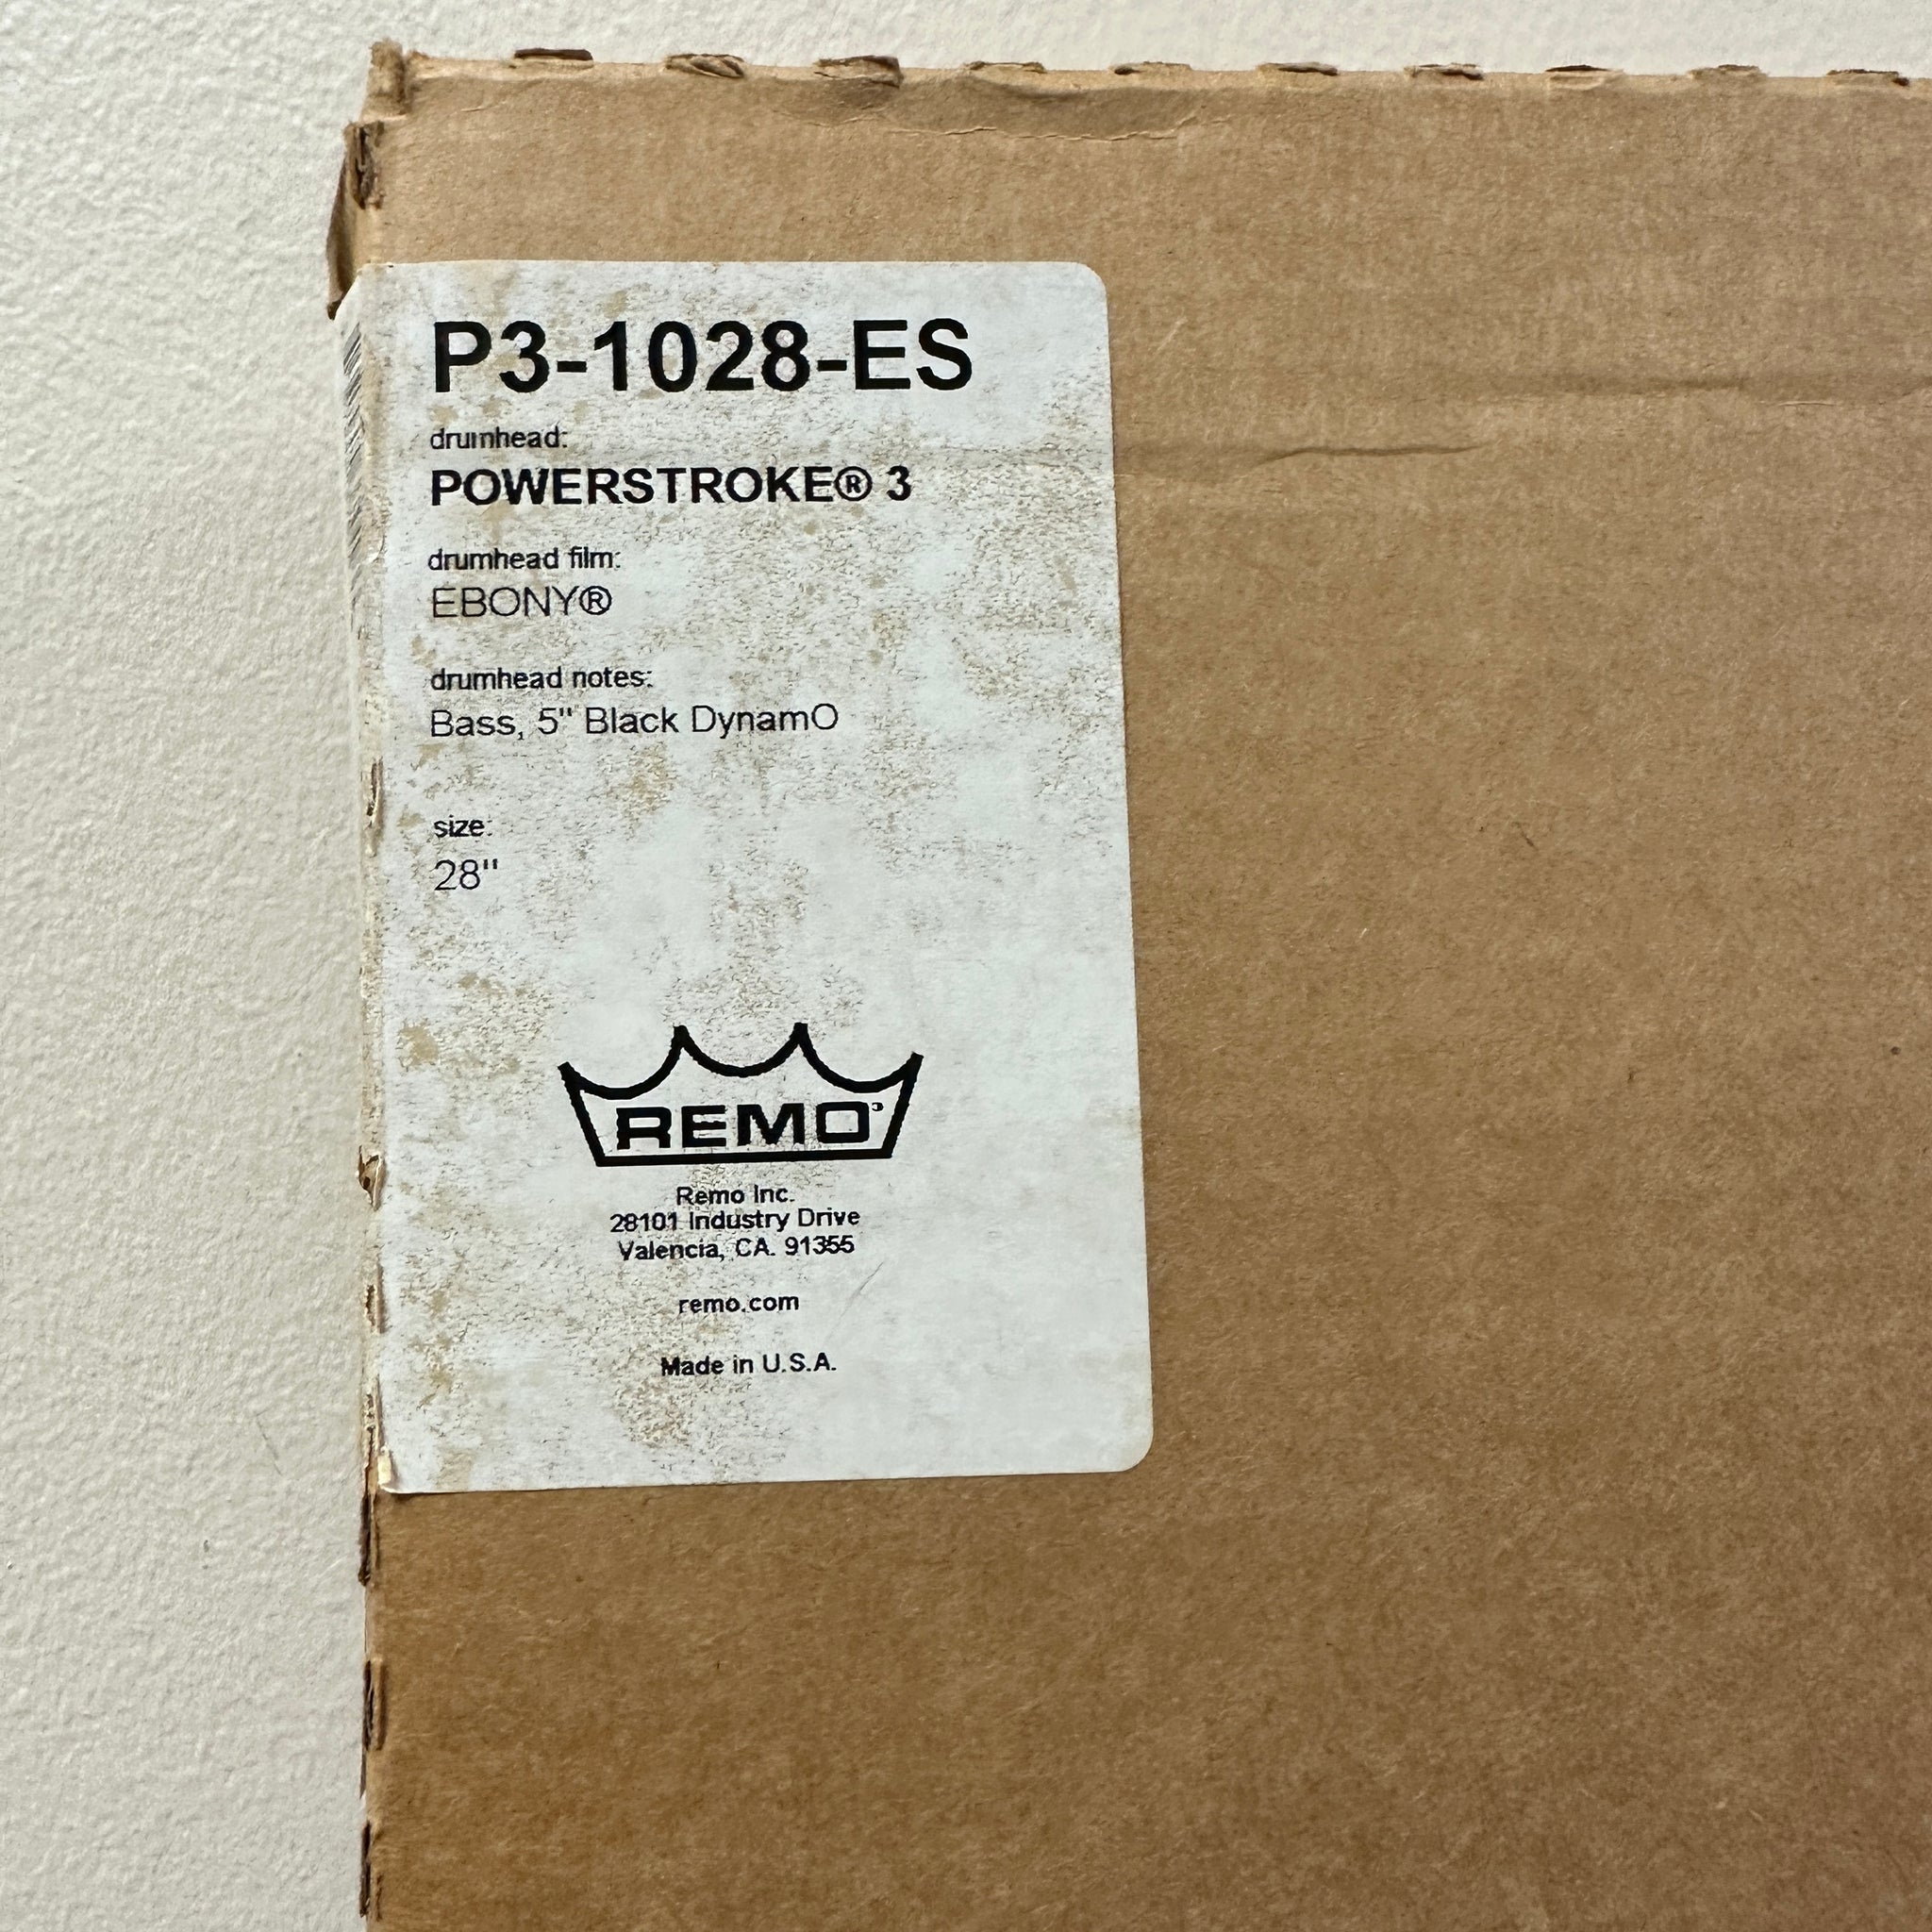 P3-1028-ES
drumhead:
POWERSTROKE® 3
drumhead film:
EBONY®
drumhead notes:
Bass, 5" Black DynamO
size:
28"
REMO
Remo Inc.
28101 Industry Drive
Valencia, CA. 91355
remo.com
Made in U.S.A.